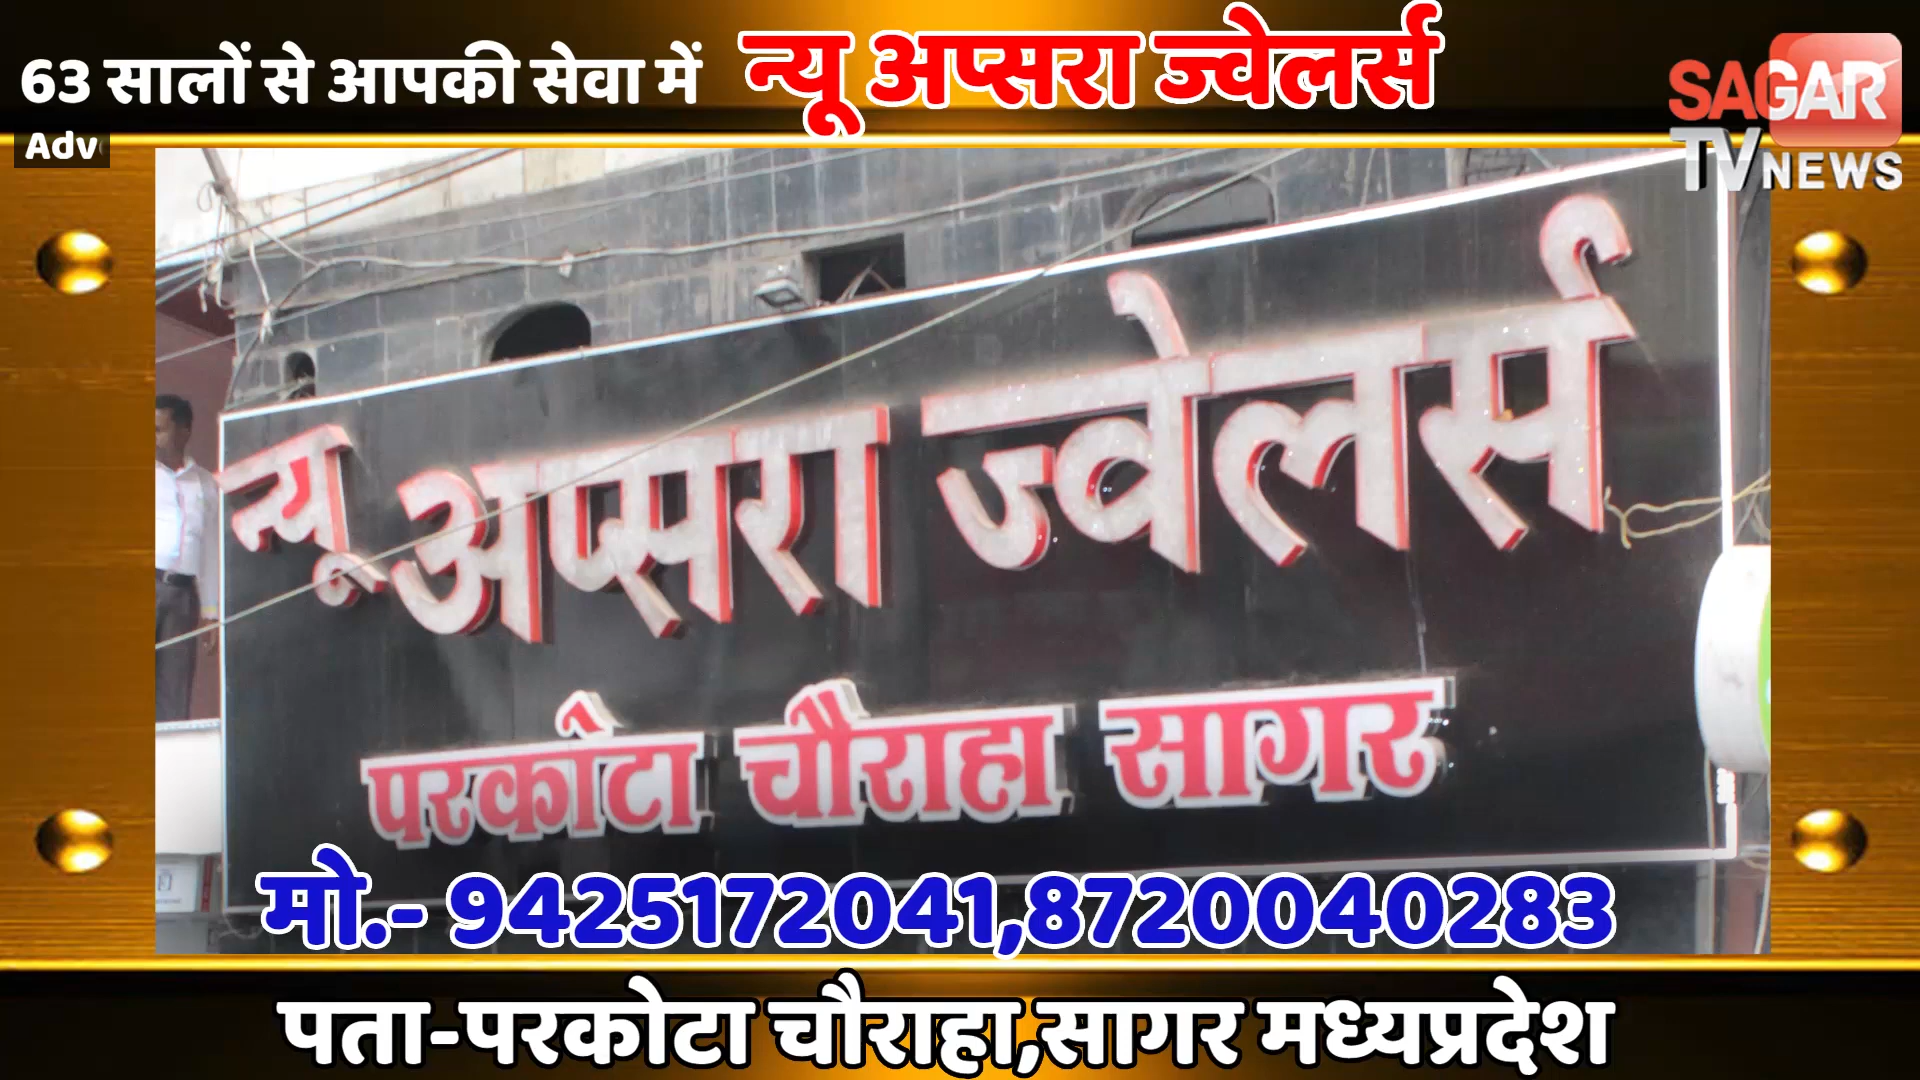 63 सालों से आपकी सेवा में न्यू अप्सरा ज्वेलर्स
SAGAR
TV NEWS
Adv
न्यू अप्सरा ज्वेलर्स
परकोटा चौराहा सागर
मो.- 9425172041,8720040283
पता-परकोटा चौराहा,सागर मध्यप्रदेश